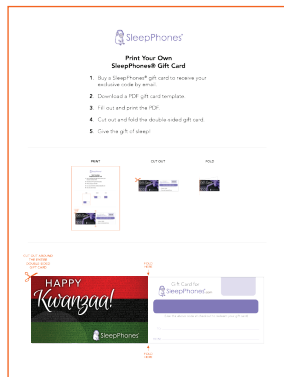 SleepPhones®
Print Your Own
SleepPhones® Gift Card
1. Buy a SleepPhones® gift card to receive your
exclusive code by email.
2. Download a PDF gift card template.
3. Fill out and print the PDF.
4. Cut out and fold the double sided gift card.
5. Give the gift of sleep!
PRINT
CUT OUT
FOLD
CUT OUT AROUND
THE ENTIRE
DOUBLE-SIDED
GIFT CARD
FOLD
HERE
HAPPY
Kwanzaa!
SleepPhones®
Gift Card for
SleepPhones
FOLD
HERE